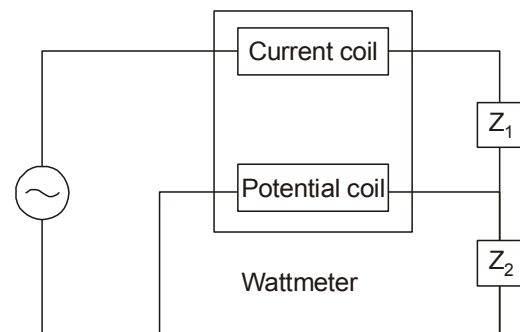 Current coil
Z1
Potential coil
Z2
Wattmeter